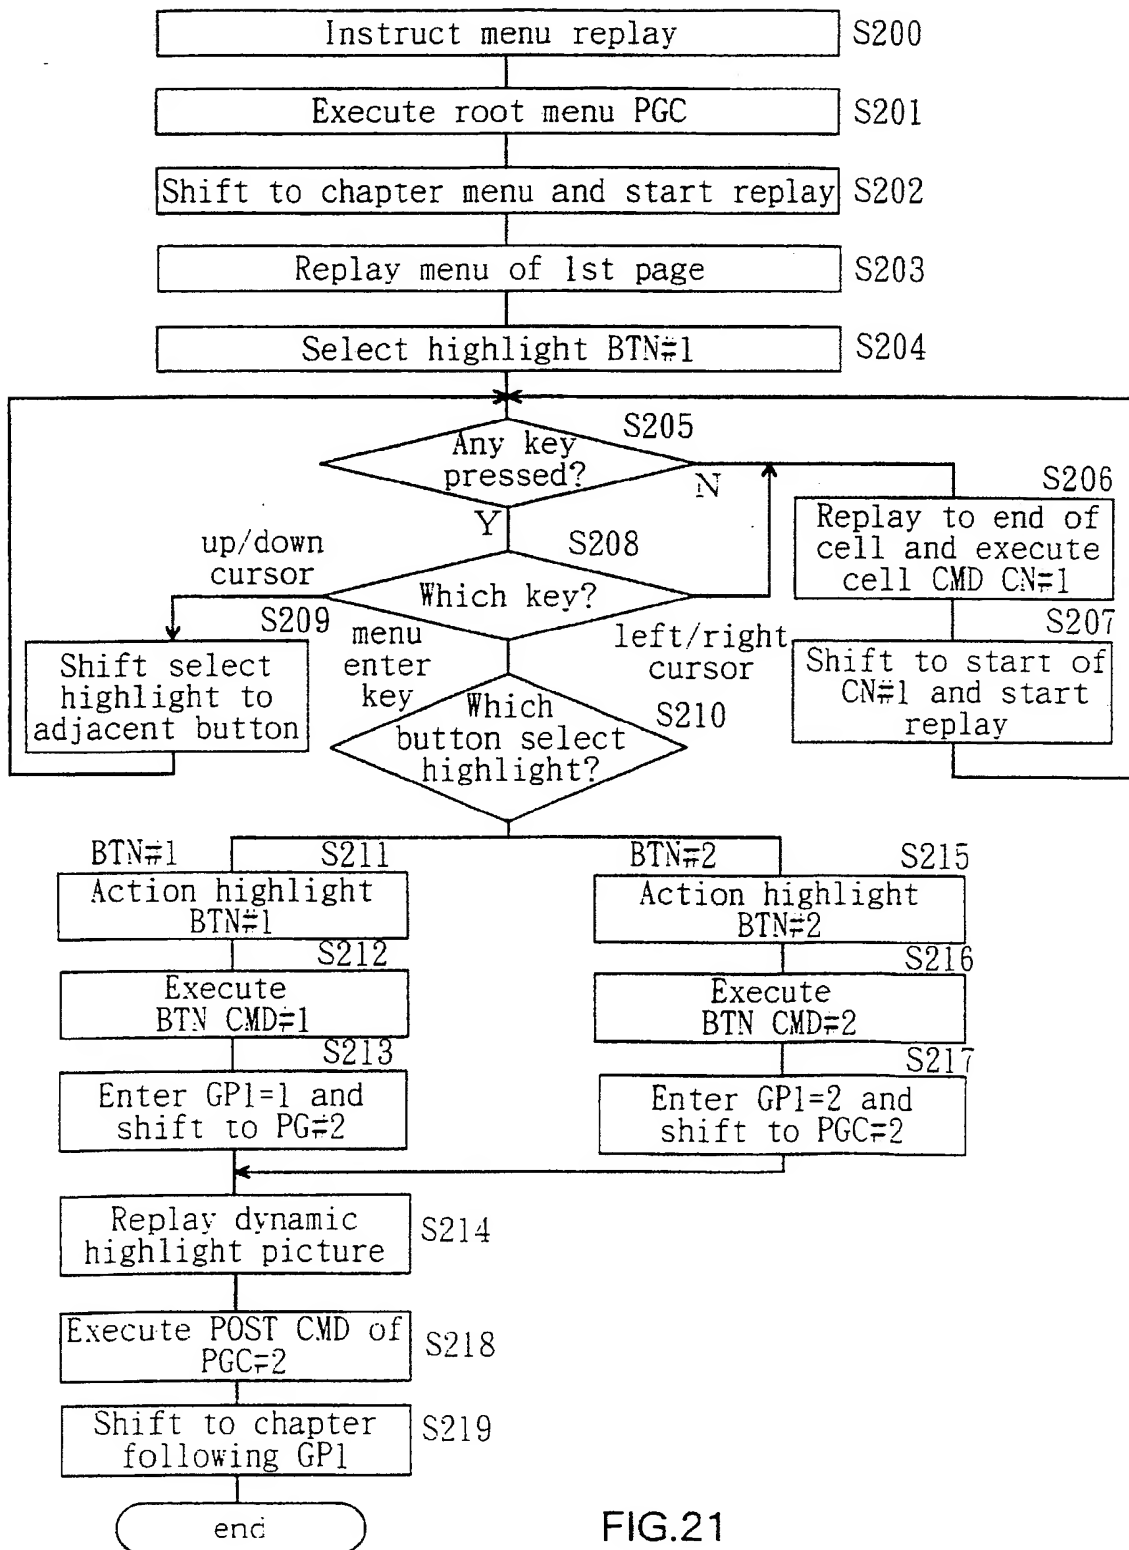 Instruct menu replay
S200
Execute root menu PGC
S201
Shift to chapter menu and start replay
S202
Replay menu of 1st page
S203
Select highlight BTN#1
S204
S205
Any key
pressed?
N
Y
S206
Replay to end of
cell and execute
cell CMD CN#1
S207
Shift to start of
CN#1 and start
replay
S208
Which key?
up/down
cursor
S209
Shift select
highlight to
adjacent button
menu
enter
key
left/right
cursor
S210
Which
button select
highlight?
BTN#1
S211
Action highlight
BTN#1
S212
Execute
BTN CMD#1
S213
Enter GP1=1 and
shift to PG#2
BTN#2
S215
Action highlight
BTN#2
S216
Execute
BTN CMD#2
S217
Enter GP1=2 and
shift to PGC#2
Replay dynamic
highlight picture
S214
Execute POST CMD of
PGC#2
S218
Shift to chapter
following GP1
S219
end
FIG.21